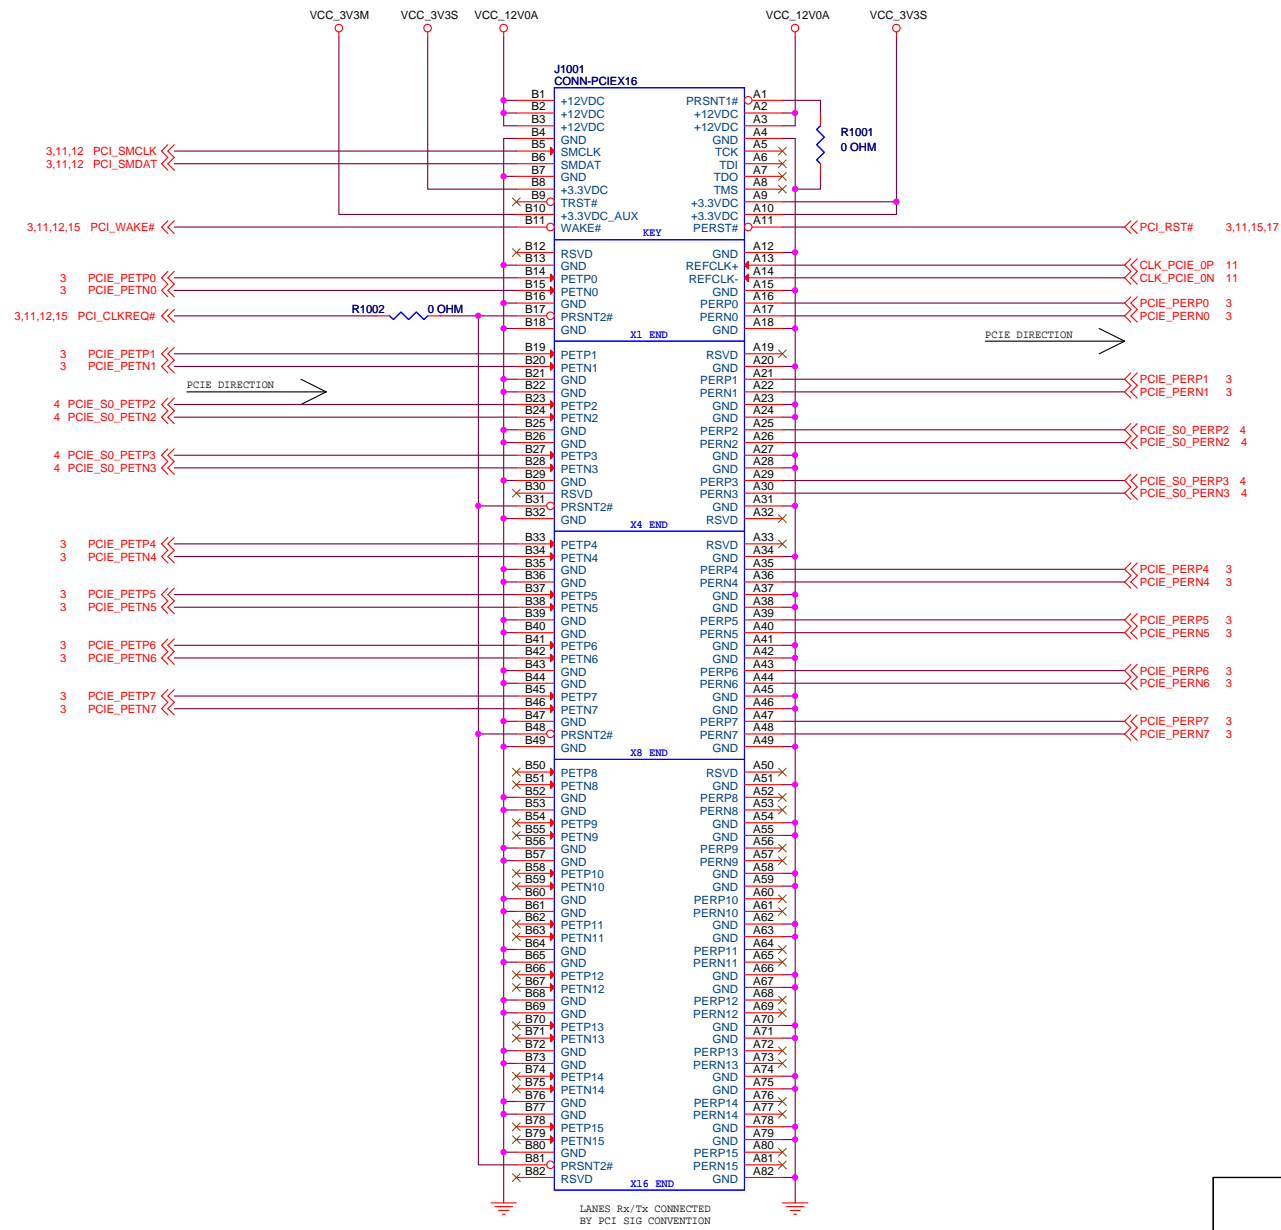 VCC_3V3M VCC_3V3S VCC_12V0A VCC_12V0A VCC_3V3S
J1001
CONN-PCIEX16
B1 +12VDC PRSNT1# A1
B2 +12VDC +12VDC A2
B3 +12VDC +12VDC A3
B4 GND GND A4
R1001
0 OHM
3,11,12 PCI_SMCLK B5 SMCLK TCK A5
3,11,12 PCI_SMDAT B6 SMDAT TDI A6
B7 GND TDO A7
B8 +3.3VDC TMS A8
B9 TRST# +3.3VDC A9
B10 +3.3VDC_AUX +3.3VDC A10
3,11,12,15 PCI_WAKE# B11 WAKE# PERST# A11 PCI_RST# 3,11,15,17
KEY
B12 RSVD GND A12
B13 GND REFCLK+ A13 CLK_PCIE_0P 11
3 PCIE_PETP0 B14 PETP0 REFCLK- A14 CLK_PCIE_0N 11
3 PCIE_PETN0 B15 PETN0 GND A15
B16 GND PERP0 A16 PCIE_PERP0 3
3,11,12,15 PCI_CLKREQ# R1002 0 OHM B17 PRSNT2# PERN0 A17 PCIE_PERN0 3
B18 GND GND A18
X1 END
PCIE DIRECTION
3 PCIE_PETP1 B19 PETP1 RSVD A19
3 PCIE_PETN1 B20 PETN1 GND A20
B21 GND PERP1 A21 PCIE_PERP1 3
PCIE DIRECTION
B22 GND PERN1 A22 PCIE_PERN1 3
4 PCIE_S0_PETP2 B23 PETP2 GND A23
4 PCIE_S0_PETN2 B24 PETN2 GND A24
B25 GND PERP2 A25 PCIE_S0_PERP2 4
B26 GND PERN2 A26 PCIE_S0_PERN2 4
4 PCIE_S0_PETP3 B27 PETP3 GND A27
4 PCIE_S0_PETN3 B28 PETN3 GND A28
B29 GND PERP3 A29 PCIE_S0_PERP3 4
B30 RSVD PERN3 A30 PCIE_S0_PERN3 4
B31 PRSNT2# GND A31
B32 GND RSVD A32
X4 END
3 PCIE_PETP4 B33 PETP4 RSVD A33
3 PCIE_PETN4 B34 PETN4 GND A34
B35 GND PERP4 A35 PCIE_PERP4 3
B36 GND PERN4 A36 PCIE_PERN4 3
3 PCIE_PETP5 B37 PETP5 GND A37
3 PCIE_PETN5 B38 PETN5 GND A38
B39 GND PERP5 A39 PCIE_PERP5 3
B40 GND PERN5 A40 PCIE_PERN5 3
3 PCIE_PETP6 B41 PETP6 GND A41
3 PCIE_PETN6 B42 PETN6 GND A42
B43 GND PERP6 A43 PCIE_PERP6 3
B44 GND PERN6 A44 PCIE_PERN6 3
3 PCIE_PETP7 B45 PETP7 GND A45
3 PCIE_PETN7 B46 PETN7 GND A46
B47 GND PERP7 A47 PCIE_PERP7 3
B48 PRSNT2# PERN7 A48 PCIE_PERN7 3
B49 GND GND A49
X8 END
B50 PETP8 RSVD A50
B51 PETN8 GND A51
B52 GND PERP8 A52
B53 GND PERN8 A53
B54 PETP9 GND A54
B55 PETN9 GND A55
B56 GND PERP9 A56
B57 GND PERN9 A57
B58 PETP10 GND A58
B59 PETN10 GND A59
B60 GND PERP10 A60
B61 GND PERN10 A61
B62 PETP11 GND A62
B63 PETN11 GND A63
B64 GND PERP11 A64
B65 GND PERN11 A65
B66 PETP12 GND A66
B67 PETN12 GND A67
B68 GND PERP12 A68
B69 GND PERN12 A69
B70 PETP13 GND A70
B71 PETN13 GND A71
B72 GND PERP13 A72
B73 GND PERN13 A73
B74 PETP14 GND A74
B75 PETN14 GND A75
B76 GND PERP14 A76
B77 GND PERN14 A77
B78 PETP15 GND A78
B79 PETN15 GND A79
B80 GND PERP15 A80
B81 PRSNT2# PERN15 A81
B82 RSVD GND A82
X16 END
LANES Rx/Tx CONNECTED
BY PCI SIG CONVENTION